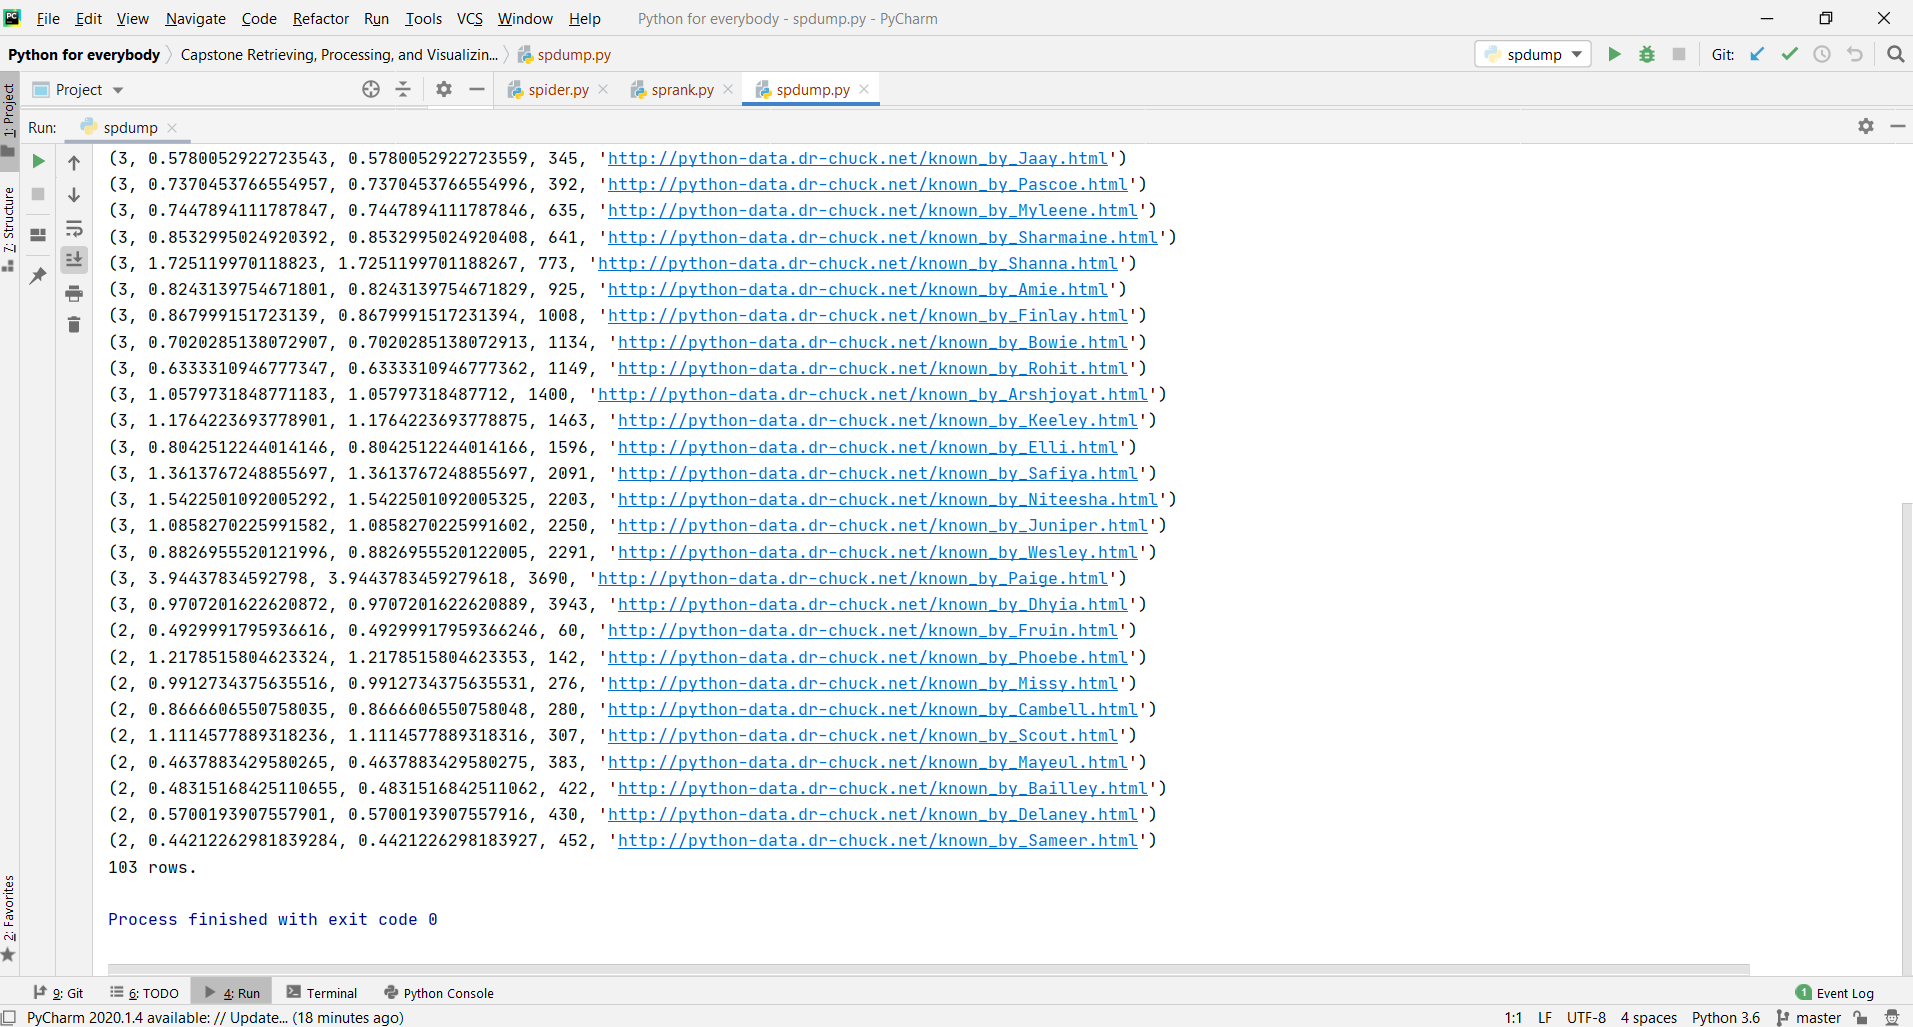 File Edit View Navigate Code Refactor Run Tools VCS Window Help Python for everybody - spdump.py - PyCharm
Python for everybody Capstone Retrieving, Processing, and Visualizin... spdump.py spdump Git:
1: Project
Project spider.py sprank.py spdump.py
Run: spdump
7: Structure
(3, 0.5780052922723543, 0.5780052922723559, 345, 'http://python-data.dr-chuck.net/known_by_Jaay.html')
(3, 0.7370453766554957, 0.7370453766554996, 392, 'http://python-data.dr-chuck.net/known_by_Pascoe.html')
(3, 0.7447894111787847, 0.7447894111787846, 635, 'http://python-data.dr-chuck.net/known_by_Myleene.html')
(3, 0.8532995024920392, 0.8532995024920408, 641, 'http://python-data.dr-chuck.net/known_by_Sharmaine.html')
(3, 1.725119970118823, 1.7251199701188267, 773, 'http://python-data.dr-chuck.net/known_by_Shanna.html')
(3, 0.8243139754671801, 0.8243139754671829, 925, 'http://python-data.dr-chuck.net/known_by_Amie.html')
(3, 0.867999151723139, 0.8679991517231394, 1008, 'http://python-data.dr-chuck.net/known_by_Finlay.html')
(3, 0.7020285138072907, 0.7020285138072913, 1134, 'http://python-data.dr-chuck.net/known_by_Bowie.html')
(3, 0.6333310946777347, 0.6333310946777362, 1149, 'http://python-data.dr-chuck.net/known_by_Rohit.html')
(3, 1.0579731848771183, 1.05797318487712, 1400, 'http://python-data.dr-chuck.net/known_by_Arshjoyat.html')
(3, 1.1764223693778901, 1.1764223693778875, 1463, 'http://python-data.dr-chuck.net/known_by_Keeley.html')
(3, 0.8042512244014146, 0.8042512244014166, 1596, 'http://python-data.dr-chuck.net/known_by_Elli.html')
(3, 1.3613767248855697, 1.3613767248855697, 2091, 'http://python-data.dr-chuck.net/known_by_Safiya.html')
(3, 1.5422501092005292, 1.5422501092005325, 2203, 'http://python-data.dr-chuck.net/known_by_Niteesha.html')
(3, 1.0858270225991582, 1.0858270225991602, 2250, 'http://python-data.dr-chuck.net/known_by_Juniper.html')
(3, 0.8826955520121996, 0.8826955520122005, 2291, 'http://python-data.dr-chuck.net/known_by_Wesley.html')
(3, 3.94437834592798, 3.9443783459279618, 3690, 'http://python-data.dr-chuck.net/known_by_Paige.html')
(3, 0.9707201622620872, 0.9707201622620889, 3943, 'http://python-data.dr-chuck.net/known_by_Dhyia.html')
(2, 0.4929991795936616, 0.49299917959366246, 60, 'http://python-data.dr-chuck.net/known_by_Fruin.html')
(2, 1.2178515804623324, 1.2178515804623353, 142, 'http://python-data.dr-chuck.net/known_by_Phoebe.html')
(2, 0.9912734375635516, 0.9912734375635531, 276, 'http://python-data.dr-chuck.net/known_by_Missy.html')
(2, 0.8666606550758035, 0.8666606550758048, 280, 'http://python-data.dr-chuck.net/known_by_Cambell.html')
(2, 1.1114577889318236, 1.1114577889318316, 307, 'http://python-data.dr-chuck.net/known_by_Scout.html')
(2, 0.4637883429580265, 0.4637883429580275, 383, 'http://python-data.dr-chuck.net/known_by_Mayeul.html')
(2, 0.48315168425110655, 0.4831516842511062, 422, 'http://python-data.dr-chuck.net/known_by_Bailley.html')
(2, 0.5700193907557901, 0.5700193907557916, 430, 'http://python-data.dr-chuck.net/known_by_Delaney.html')
(2, 0.44212262981839284, 0.4421226298183927, 452, 'http://python-data.dr-chuck.net/known_by_Sameer.html')
103 rows.
Process finished with exit code 0
2: Favorites
9: Git 6: TODO 4: Run Terminal Python Console 1 Event Log
PyCharm 2020.1.4 available: // Update... (18 minutes ago) 1:1 LF UTF-8 4 spaces Python 3.6 master